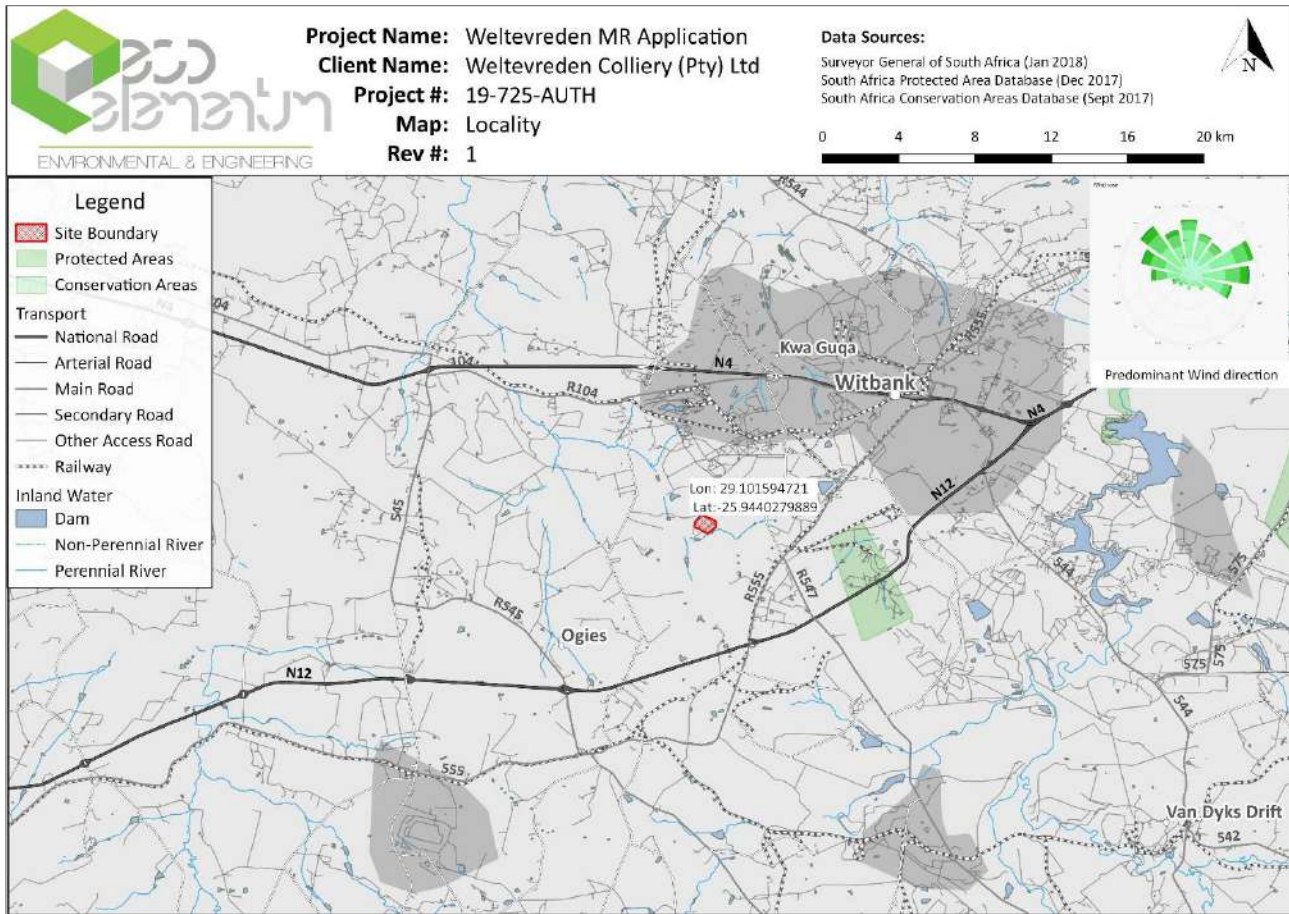 eco
elementum
ENVIRONMENTAL & ENGINEERING
Project Name: Weltevreden MR Application
Client Name: Weltevreden Colliery (Pty) Ltd
Project #: 19-725-AUTH
Map: Locality
Rev #: 1
Data Sources:
Surveyor General of South Africa (Jan 2018)
South Africa Protected Area Database (Dec 2017)
South Africa Conservation Areas Database (Sept 2017)
0 4 8 12 16 20 km
N
Legend
Site Boundary
Protected Areas
Conservation Areas
Transport
National Road
Arterial Road
Main Road
Secondary Road
Other Access Road
Railway
Inland Water
Dam
Non-Perennial River
Perennial River
Predominant Wind direction
R544
N4
104
R555
Kwa Guqa
104
N4
R104
Witbank
N4
N12
Lon: 29.101594721
Lat:-25.9440279889
545
R555
R547
544
575
R545
Ogies
N12
575
575
544
555
Van Dyks Drift
542